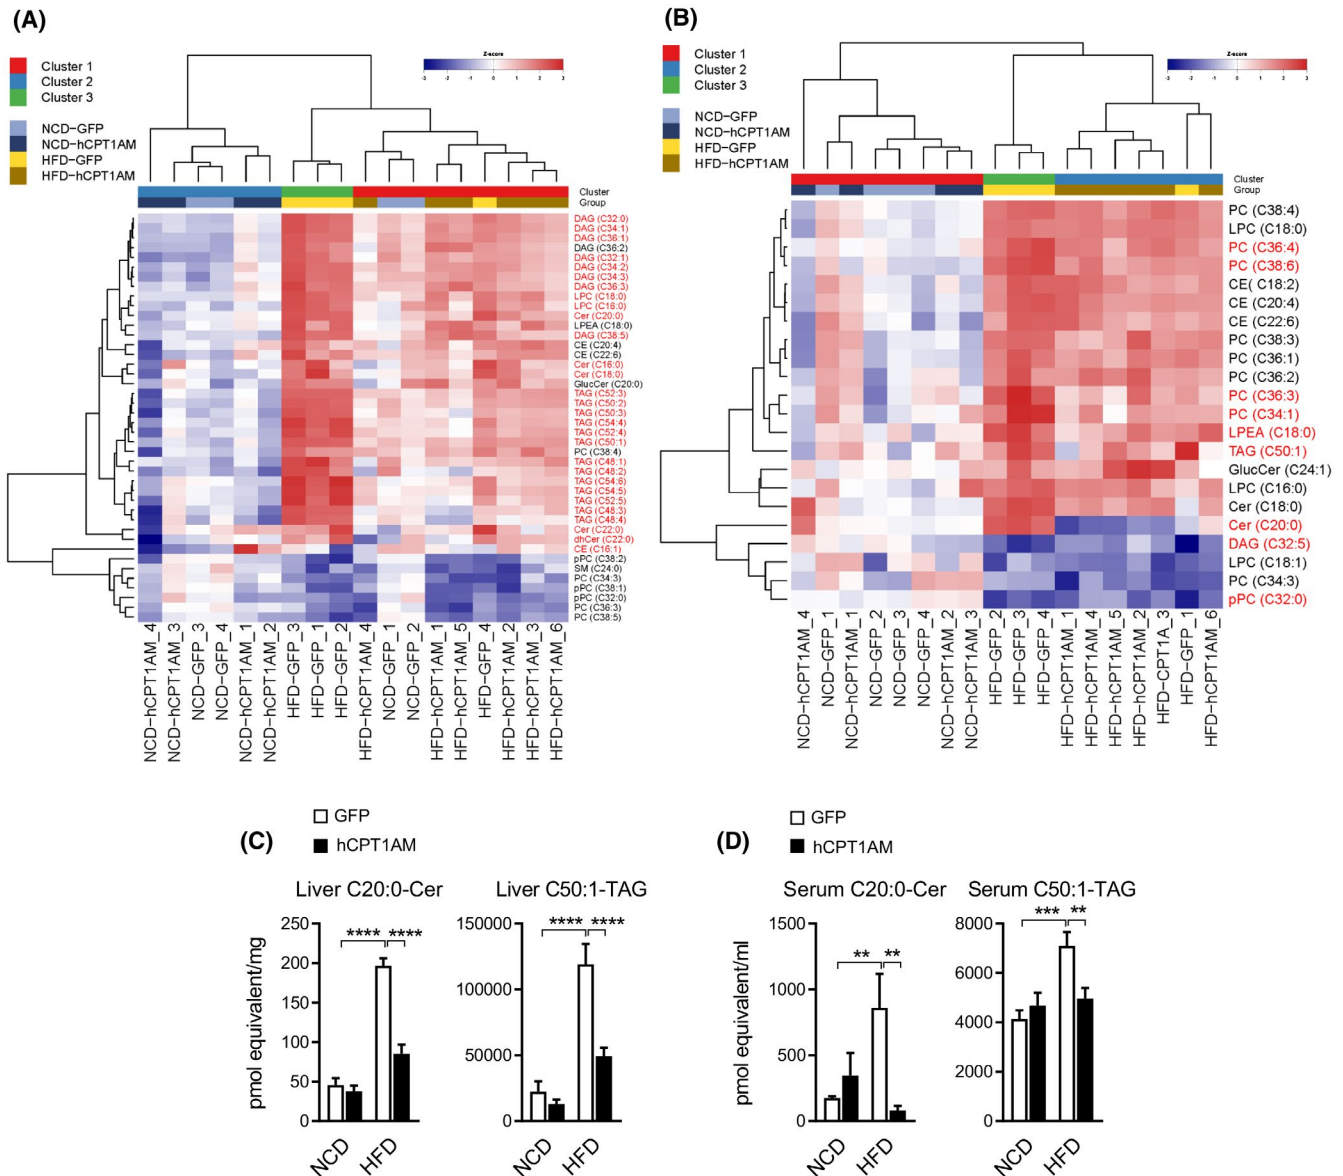 (A)
Cluster 1
Cluster 2
Cluster 3
NCD-GFP
NCD-hCPT1AM
HFD-GFP
HFD-hCPT1AM
Z-score
-3 -2 -1 0 1 2 3
Cluster
Group
DAG (C32:0)
DAG (C34:1)
DAG (C36:1)
DAG (C36:2)
DAG (C32:1)
DAG (C34:2)
DAG (C34:3)
DAG (C36:3)
LPC (C18:0)
LPC (C16:0)
Cer (C20:0)
LPEA (C18:0)
DAG (C38:5)
CE (C20:4)
CE (C22:6)
Cer (C16:0)
Cer (C18:0)
GlucCer (C20:0)
TAG (C52:3)
TAG (C50:2)
TAG (C50:3)
TAG (C54:4)
TAG (C52:4)
TAG (C50:1)
PC (C38:4)
TAG (C48:1)
TAG (C48:2)
TAG (C54:6)
TAG (C54:5)
TAG (C52:5)
TAG (C48:3)
TAG (C48:4)
Cer (C22:0)
dhCer (C22:0)
CE (C16:1)
pPC (C38:2)
SM (C24:0)
PC (C34:3)
pPC (C38:1)
pPC (C32:0)
PC (C36:3)
PC (C38:5)
NCD-hCPT1AM_4
NCD-hCPT1AM_3
NCD-GFP_3
NCD-GFP_4
NCD-hCPT1AM_1
NCD-hCPT1AM_2
HFD-GFP_3
HFD-GFP_1
HFD-GFP_2
HFD-hCPT1AM_4
NCD-GFP_1
NCD-GFP_2
HFD-hCPT1AM_1
HFD-hCPT1AM_5
HFD-GFP_4
HFD-hCPT1AM_2
HFD-hCPT1AM_3
HFD-hCPT1AM_6
(B)
Cluster 1
Cluster 2
Cluster 3
NCD-GFP
NCD-hCPT1AM
HFD-GFP
HFD-hCPT1AM
Z-score
-3 -2 -1 0 1 2 3
Cluster
Group
PC (C38:4)
LPC (C18:0)
PC (C36:4)
PC (C38:6)
CE( C18:2)
CE (C20:4)
CE (C22:6)
PC (C38:3)
PC (C36:1)
PC (C36:2)
PC (C36:3)
PC (C34:1)
LPEA (C18:0)
TAG (C50:1)
GlucCer (C24:1)
LPC (C16:0)
Cer (C18:0)
Cer (C20:0)
DAG (C32:5)
LPC (C18:1)
PC (C34:3)
pPC (C32:0)
NCD-hCPT1AM_4
NCD-GFP_1
NCD-hCPT1AM_1
NCD-GFP_2
NCD-GFP_3
NCD-GFP_4
NCD-hCPT1AM_2
NCD-hCPT1AM_3
HFD-GFP_2
HFD-GFP_3
HFD-GFP_4
HFD-hCPT1AM_1
HFD-hCPT1AM_4
HFD-hCPT1AM_5
HFD-hCPT1AM_2
HFD-CPT1A_3
HFD-GFP_1
HFD-hCPT1AM_6
(C)
GFP
hCPT1AM
Liver C20:0-Cer
pmol equivalent/mg
250
200
150
100
50
0
**** ****
NCD HFD
Liver C50:1-TAG
150000
100000
50000
0
**** ****
NCD HFD
(D)
GFP
hCPT1AM
Serum C20:0-Cer
pmol equivalent/ml
1500
1000
500
0
** **
NCD HFD
Serum C50:1-TAG
8000
6000
4000
2000
0
*** **
NCD HFD